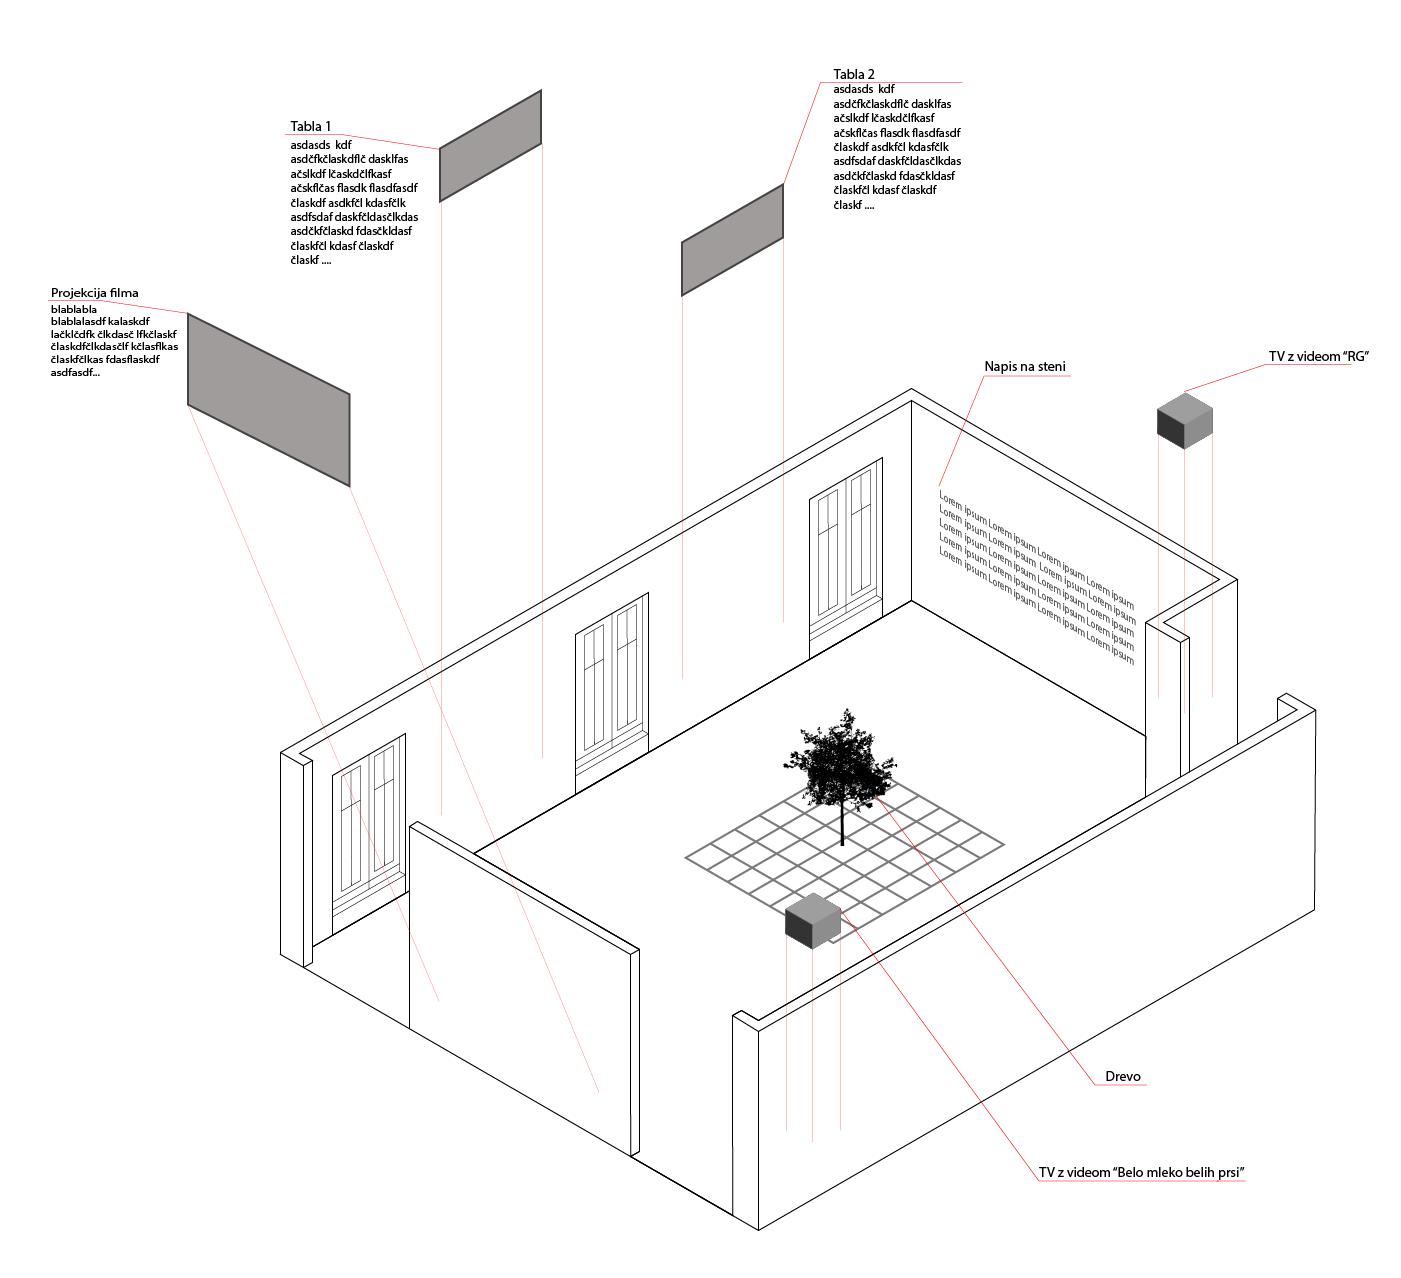 Tabla 2
asdasds  kdf
asdčfkčlaskdflč dasklfas
ačslkdf lčaskdčlfkasf
ačskflčas flasdk flasdfasdf
člaskdf asdkfčl kdasfčlk
asdfsdaf daskfčldasčlkdas
asdčkfčlaskd fdasčkldasf
člaskfčl kdasf člaskdf
člaskf ....
Tabla 1
asdasds  kdf
asdčfkčlaskdflč dasklfas
ačslkdf lčaskdčlfkasf
ačskflčas flasdk flasdfasdf
člaskdf asdkfčl kdasfčlk
asdfsdaf daskfčldasčlkdas
asdčkfčlaskd fdasčkldasf
člaskfčl kdasf člaskdf
člaskf ....
Projekcija filma
blablabla
blablalasdf kalaskdf
lačklčdfk člkdasč lfkčlaskf
člaskdfčlkdasčlf kčlasflkas
člaskfčlkas fdasflaskdf
asdfasdf...
TV z videom “RG”
Napis na steni
Lorem ipsum Lorem ipsum Lorem ipsum Lorem ipsum
Lorem ipsum Lorem ipsum  Lorem ipsum Lorem ipsum
Lorem ipsum Lorem ipsum Lorem ipsum Lorem ipsum
Lorem ipsum Lorem ipsum Lorem ipsum Lorem ipsum
Lorem ipsum Lorem ipsum Lorem ipsum Lorem ipsum
Drevo
TV z videom “Belo mleko belih prsi”